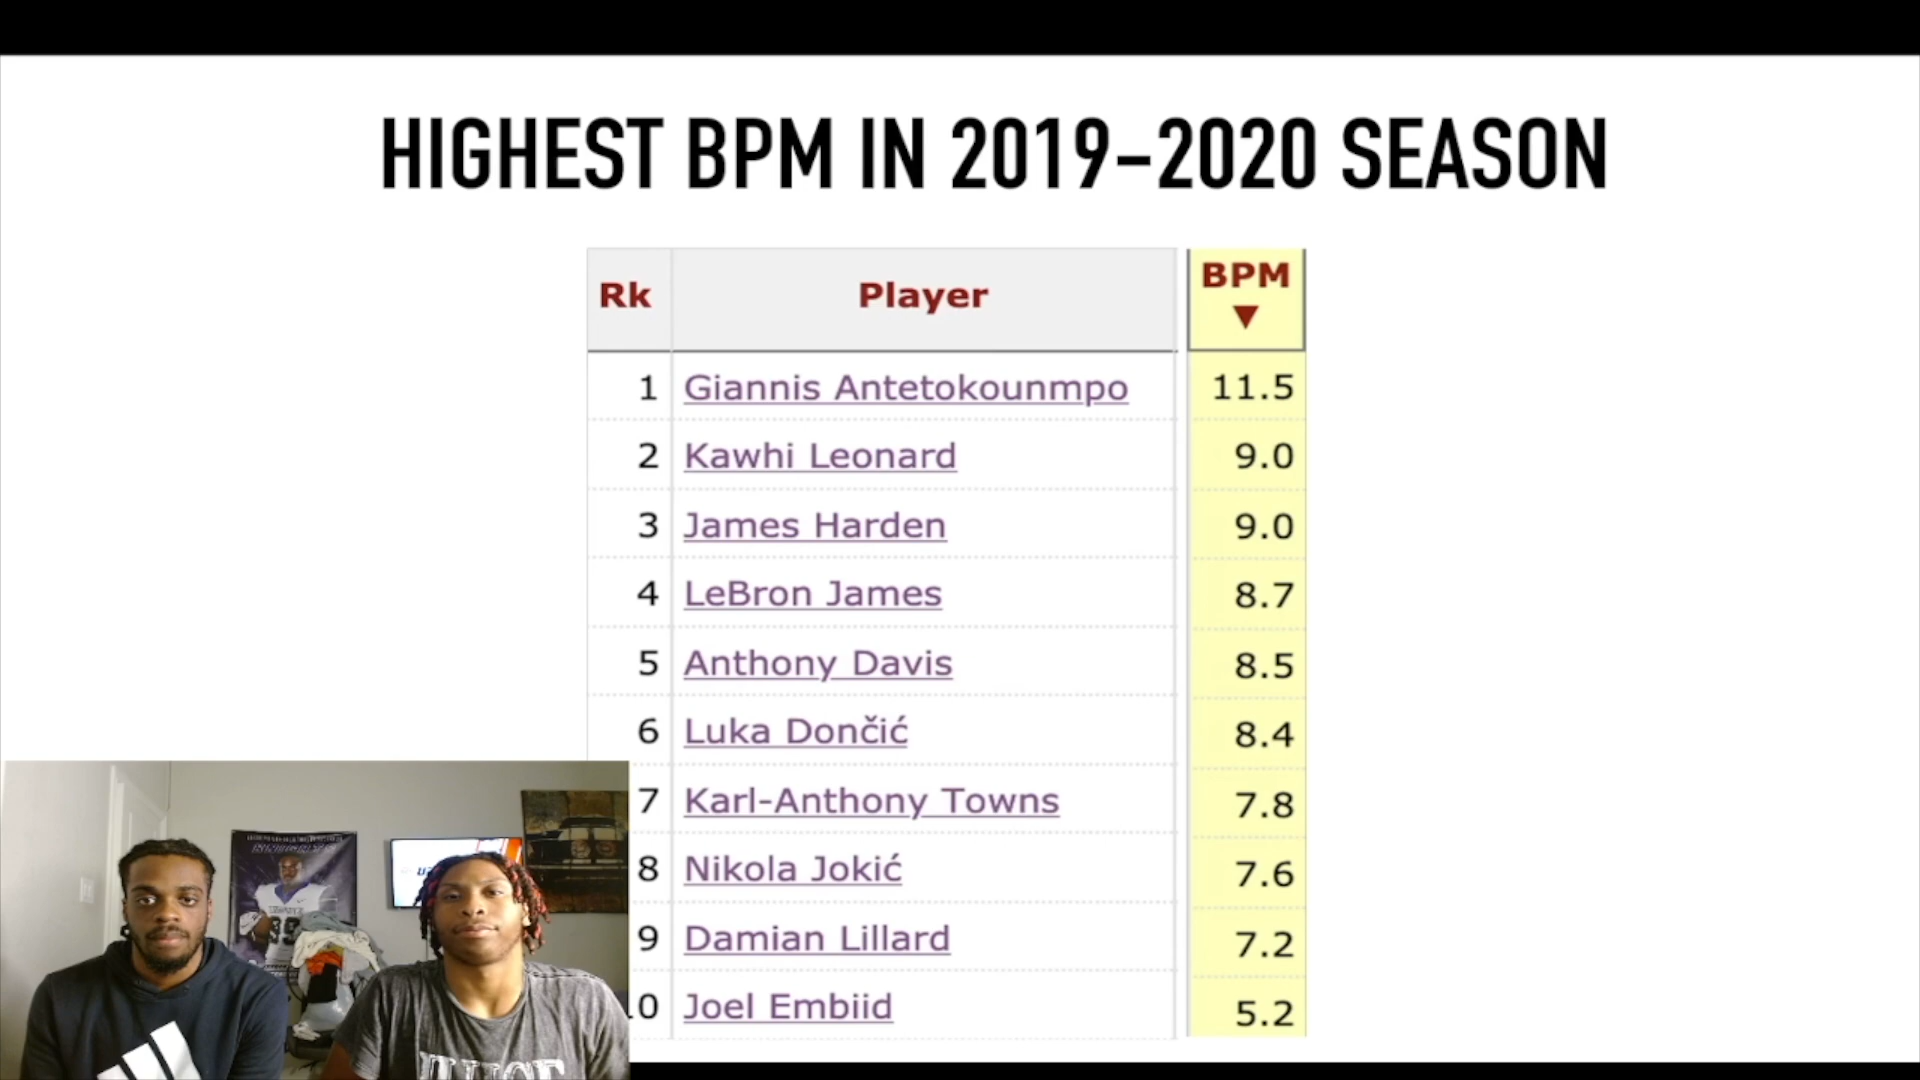 HIGHEST BPM IN 2019–2020 SEASON
Rk Player BPM ▼
1 Giannis Antetokounmpo 11.5
2 Kawhi Leonard 9.0
3 James Harden 9.0
4 LeBron James 8.7
5 Anthony Davis 8.5
6 Luka Dončić 8.4
7 Karl-Anthony Towns 7.8
8 Nikola Jokić 7.6
9 Damian Lillard 7.2
0 Joel Embiid 5.2